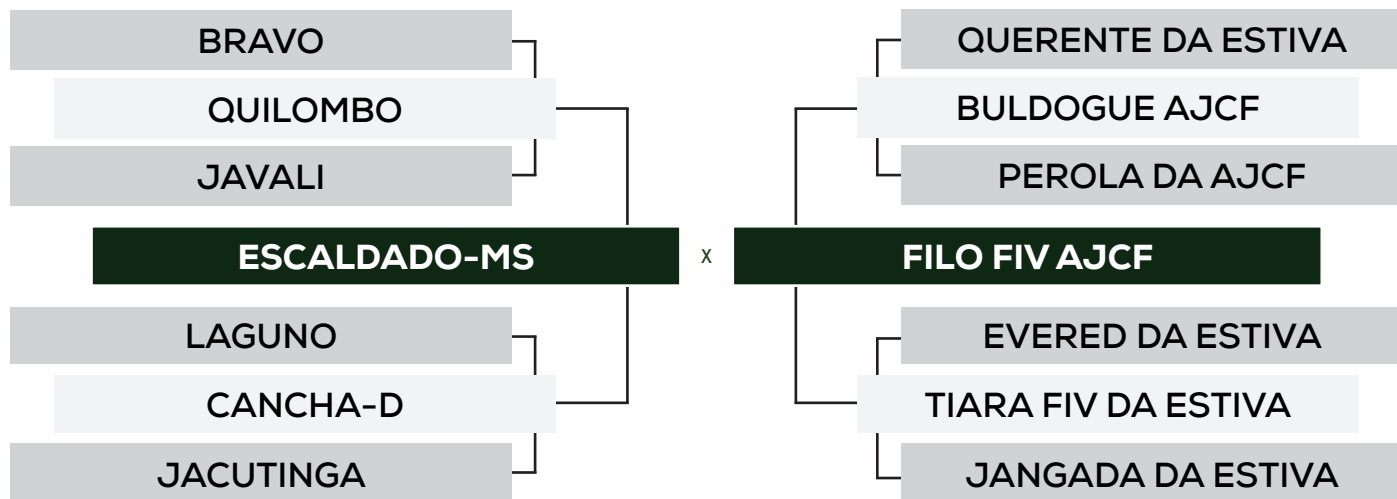 BRAVO
QUILOMBO
JAVALI
ESCALDADO-MS
LAGUNO
CANCHA-D
JACUTINGA
x
QUERENTE DA ESTIVA
BULDOGUE AJCF
PEROLA DA AJCF
FILO FIV AJCF
EVERED DA ESTIVA
TIARA FIV DA ESTIVA
JANGADA DA ESTIVA